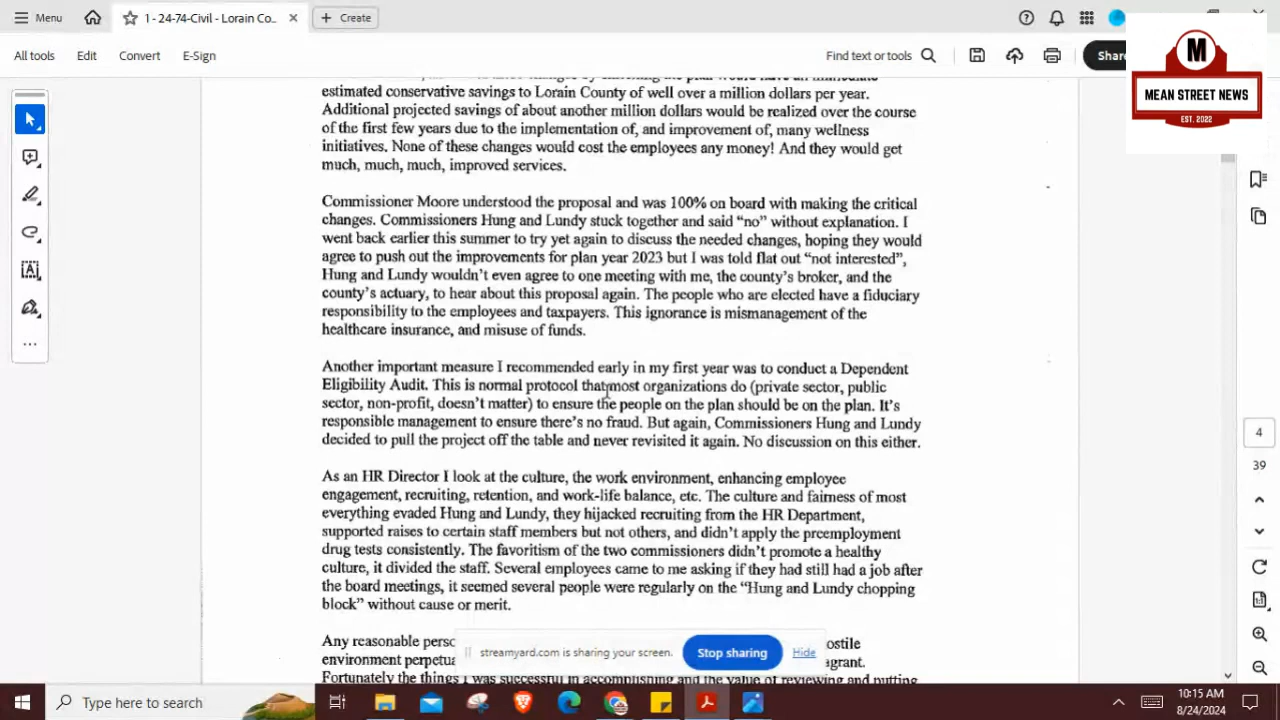 Menu
1 - 24-74-Civil - Lorain Co...
Create
All tools
Edit
Convert
E-Sign
Find text or tools
Share
M
MEAN STREET NEWS
EST. 2022
estimated conservative savings to Lorain County of well over a million dollars per year.
Additional projected savings of about another million dollars would be realized over the course
of the first few years due to the implementation of, and improvement of, many wellness
initiatives. None of these changes would cost the employees any money! And they would get
much, much, much, improved services.
Commissioner Moore understood the proposal and was 100% on board with making the critical
changes. Commissioners Hung and Lundy stuck together and said “no” without explanation. I
went back earlier this summer to try yet again to discuss the needed changes, hoping they would
agree to push out the improvements for plan year 2023 but I was told flat out “not interested”,
Hung and Lundy wouldn’t even agree to one meeting with me, the county’s broker, and the
county’s actuary, to hear about this proposal again. The people who are elected have a fiduciary
responsibility to the employees and taxpayers. This ignorance is mismanagement of the
healthcare insurance, and misuse of funds.
Another important measure I recommended early in my first year was to conduct a Dependent
Eligibility Audit. This is normal protocol that most organizations do (private sector, public
sector, non-profit, doesn’t matter) to ensure the people on the plan should be on the plan. It’s
responsible management to ensure there’s no fraud. But again, Commissioners Hung and Lundy
decided to pull the project off the table and never revisited it again. No discussion on this either.
As an HR Director I look at the culture, the work environment, enhancing employee
engagement, recruiting, retention, and work-life balance, etc. The culture and fairness of most
everything evaded Hung and Lundy, they hijacked recruiting from the HR Department,
supported raises to certain staff members but not others, and didn’t apply the preemployment
drug tests consistently. The favoritism of the two commissioners didn’t promote a healthy
culture, it divided the staff. Several employees came to me asking if they had still had a job after
the board meetings, it seemed several people were regularly on the “Hung and Lundy chopping
block” without cause or merit.
Any reasonable
environment
Fortunately the things I was successful in accomplishing and the value of reviewing and putting
streamyard.com is sharing your screen.
Stop sharing
Hide
4
39
Type here to search
10:15 AM
8/24/2024